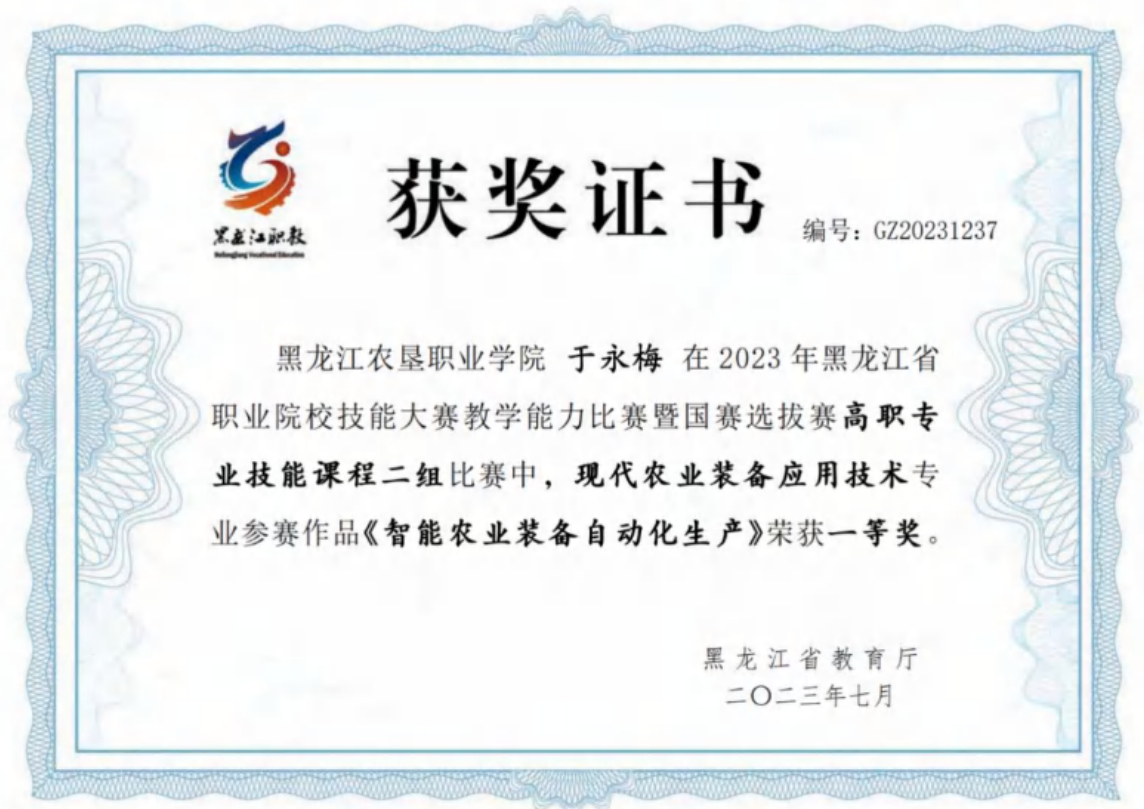 获奖证书
编号：GZ20231237
黑龙江职教
Heilongjiang Vocational Education
黑龙江农垦职业学院 于永梅 在 2023 年黑龙江省
职业院校技能大赛教学能力比赛暨国赛选拔赛高职专
业技能课程二组比赛中，现代农业装备应用技术专
业参赛作品《智能农业装备自动化生产》荣获一等奖。
黑龙江省教育厅
二〇二三年七月